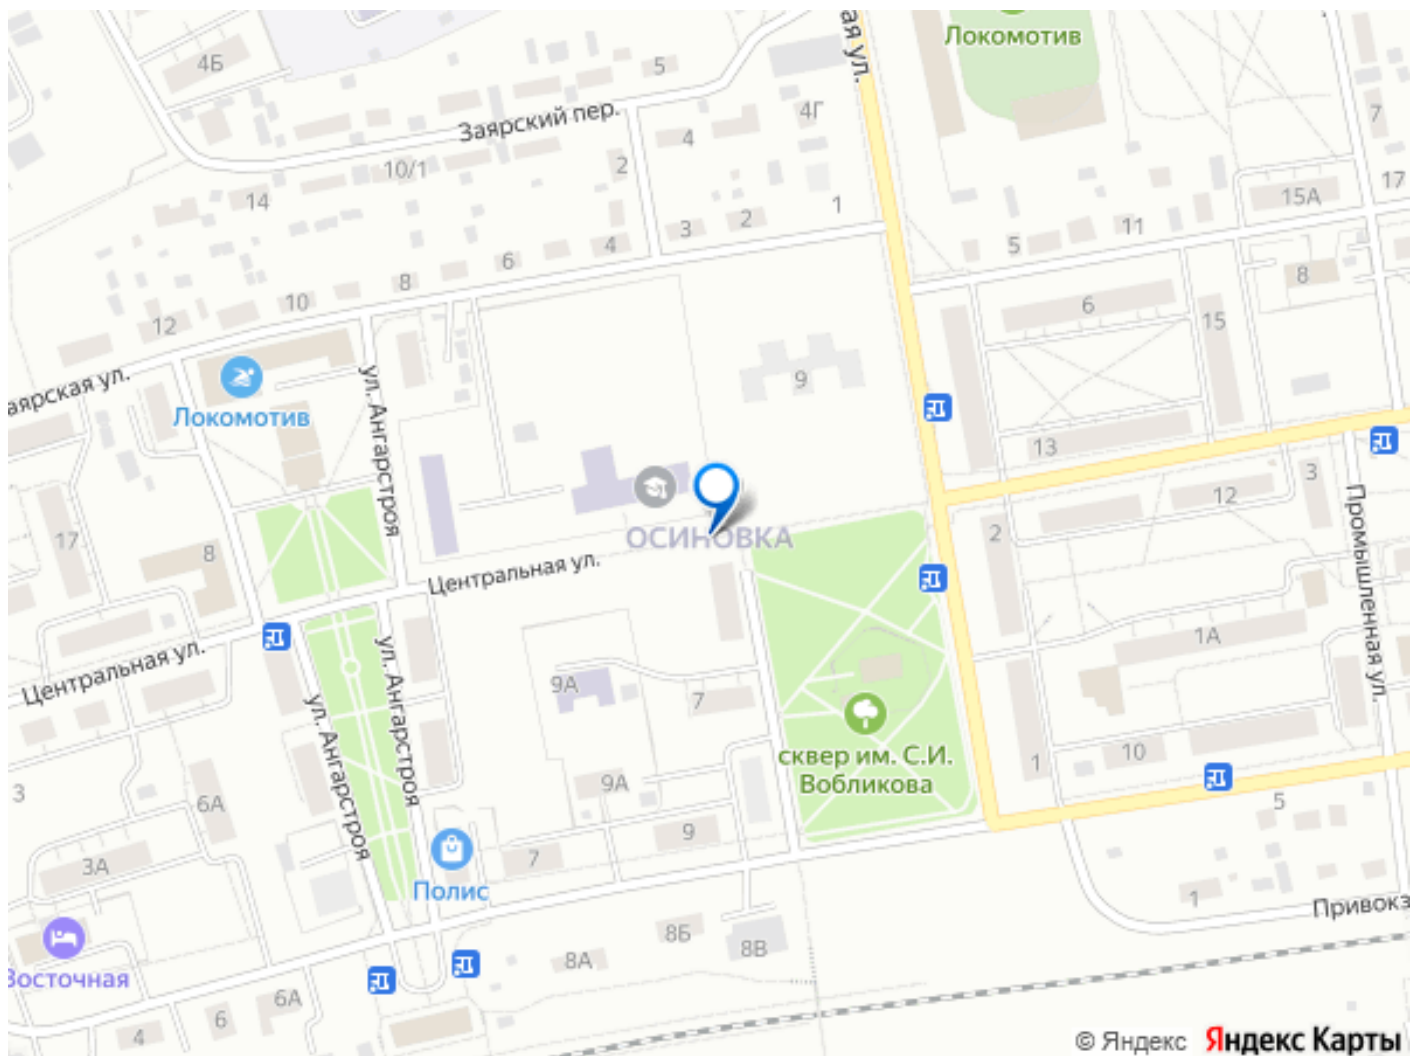 ая ул.
Локомотив
4Б
5
Заярский пер.
4Г
4
7
10/1
2
17
14
15А
3
2
1
11
4
5
6
8
8
10
6
12
15
аярская ул.
Локомотив
ул. Ангарстроя
9
13
3
12
ОСИНОВКА
2
17
8
Центральная ул.
Промышленная ул.
1А
Центральная ул.
9А
7
ул. Ангарстроя
ул. Ангарстроя
сквер им. С.И.
Вобликова
10
1
3
6А
9А
5
9
7
3А
Полис
1
Привокз
8Б
8В
8А
Восточная
6А
6
4
© Яндекс Яндекс Карты